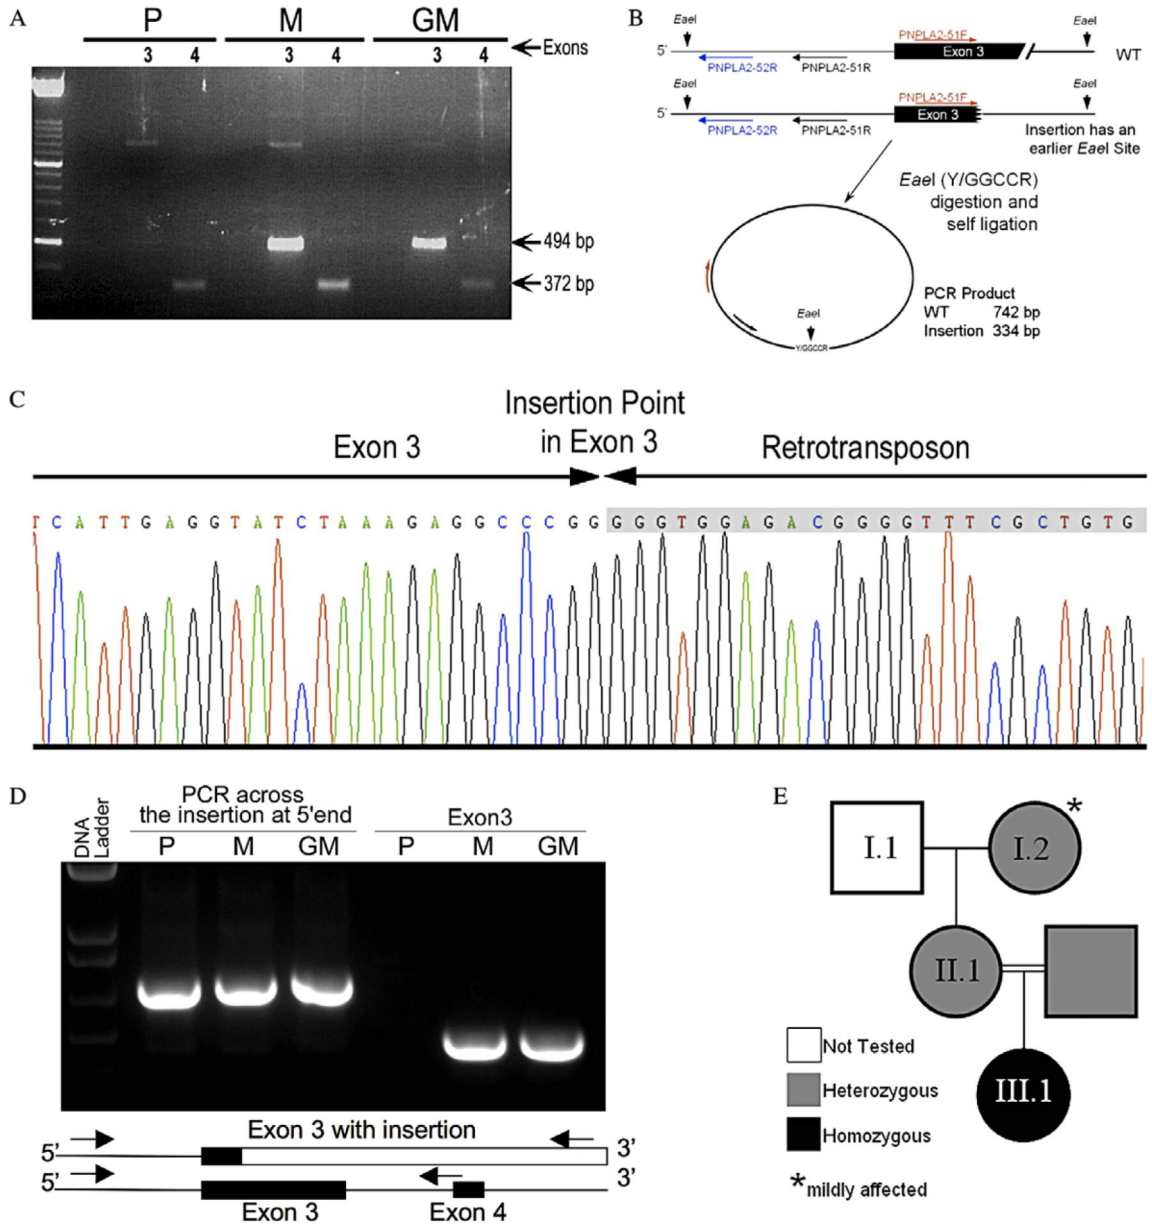 A
P M GM
3 4 3 4 3 4
Exons
494 bp
372 bp
B
EaeI EaeI
PNPLA2-51F
5' Exon 3 WT
PNPLA2-52R PNPLA2-51R
EaeI EaeI
PNPLA2-51F
5' Exon 3
PNPLA2-52R PNPLA2-51R
Insertion has an
earlier EaeI Site
EaeI (Y/GGCCR)
digestion and
self ligation
EaeI
Y/GGCCR
PCR Product
WT 742 bp
Insertion 334 bp
C
Insertion Point
in Exon 3
Exon 3 Retrotransposon
T C A T T G A G G T A T C T A A A G A G G C C C G G G G G T G G A G A C G G G G T T T C G C T G T G
D
DNA
Ladder
PCR across
the insertion at 5'end
Exon3
P M GM P M GM
Exon 3 with insertion
5' 3'
5' 3'
Exon 3 Exon 4
E
*
I.1 I.2
II.1
III.1
Not Tested
Heterozygous
Homozygous
*mildly affected